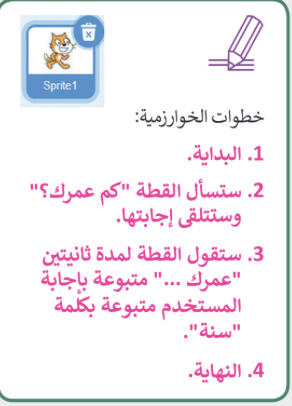 Sprite1
خطوات الخوارزمية:
1. البداية.
2. ستسأل القطة "كم عمرك؟"
وستتلقى إجابتها.
3. ستقول القطة لمدة ثانيتين
"عمرك ..." متبوعة بإجابة
المستخدم متبوعة بكلمة
"سنة".
4. النهاية.